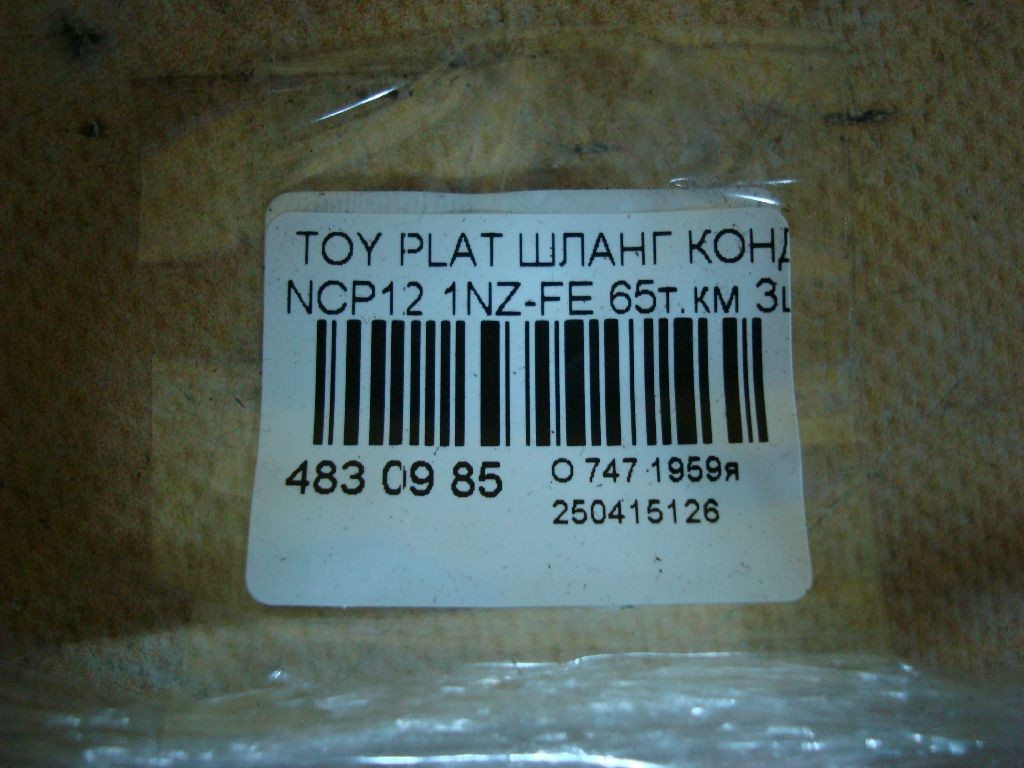 TOY PLAT ШЛАНГ КОНД
NCP12 1NZ-FE 65т.км
483 09 85
О 747 1959я
250415126